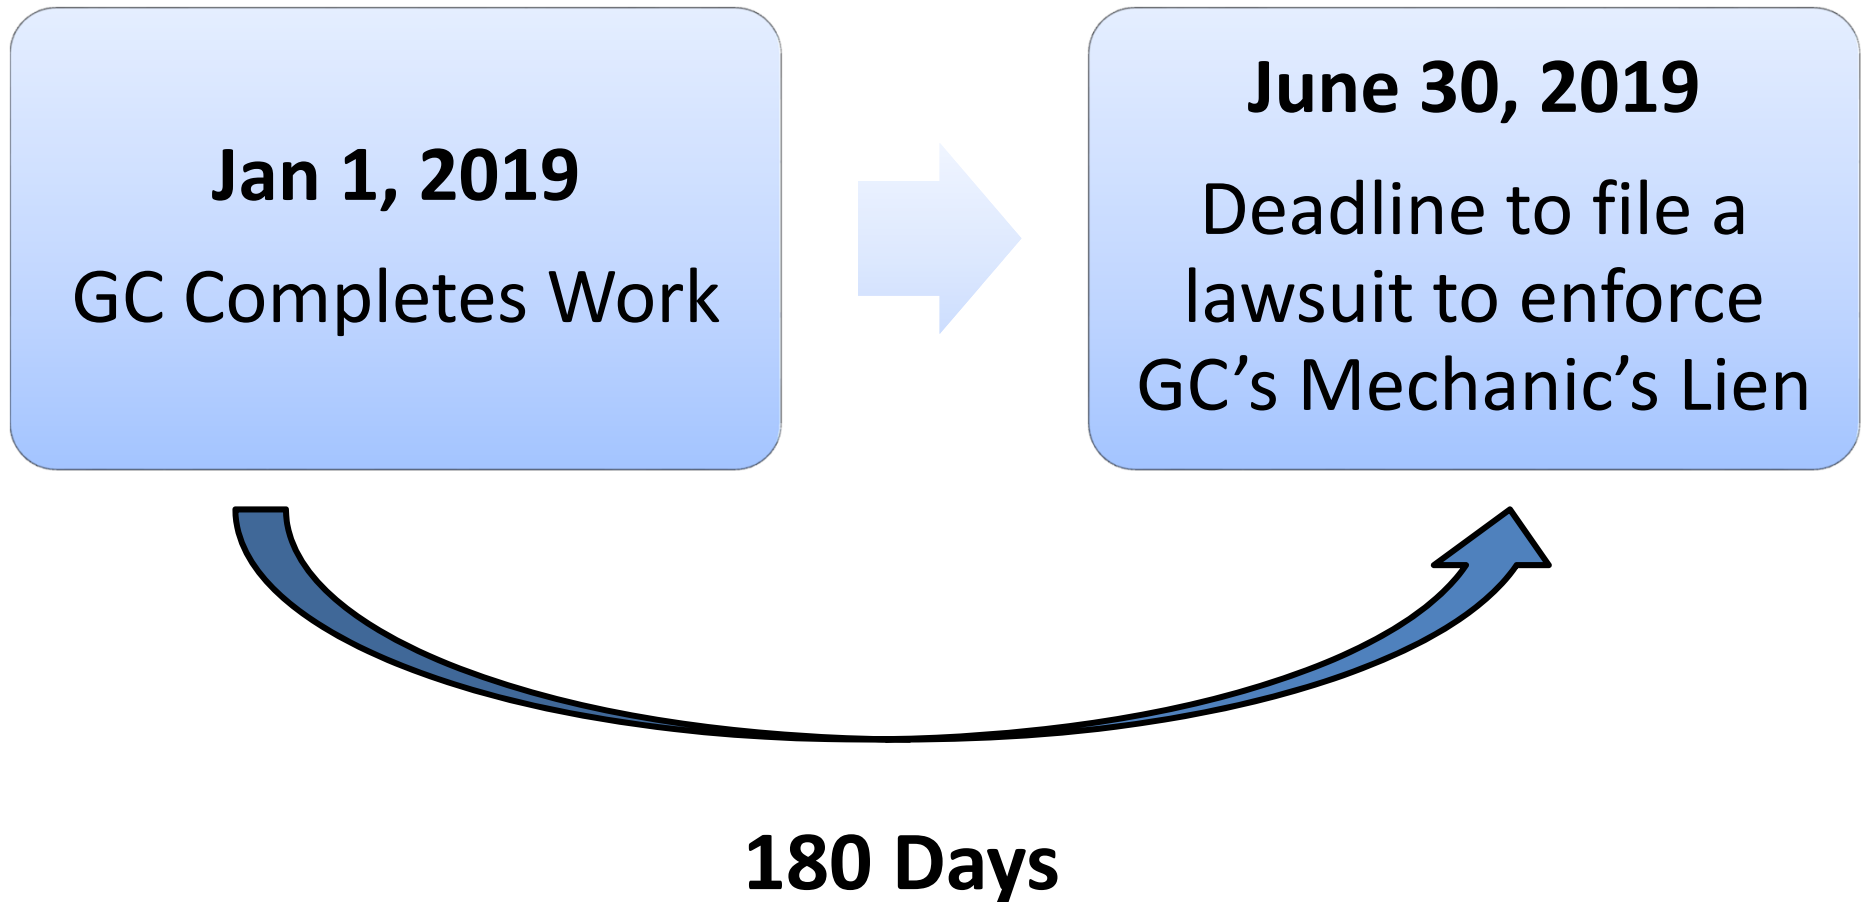 Jan 1, 2019
GC Completes Work
June 30, 2019
Deadline to file a
lawsuit to enforce
GC’s Mechanic’s Lien
180 Days